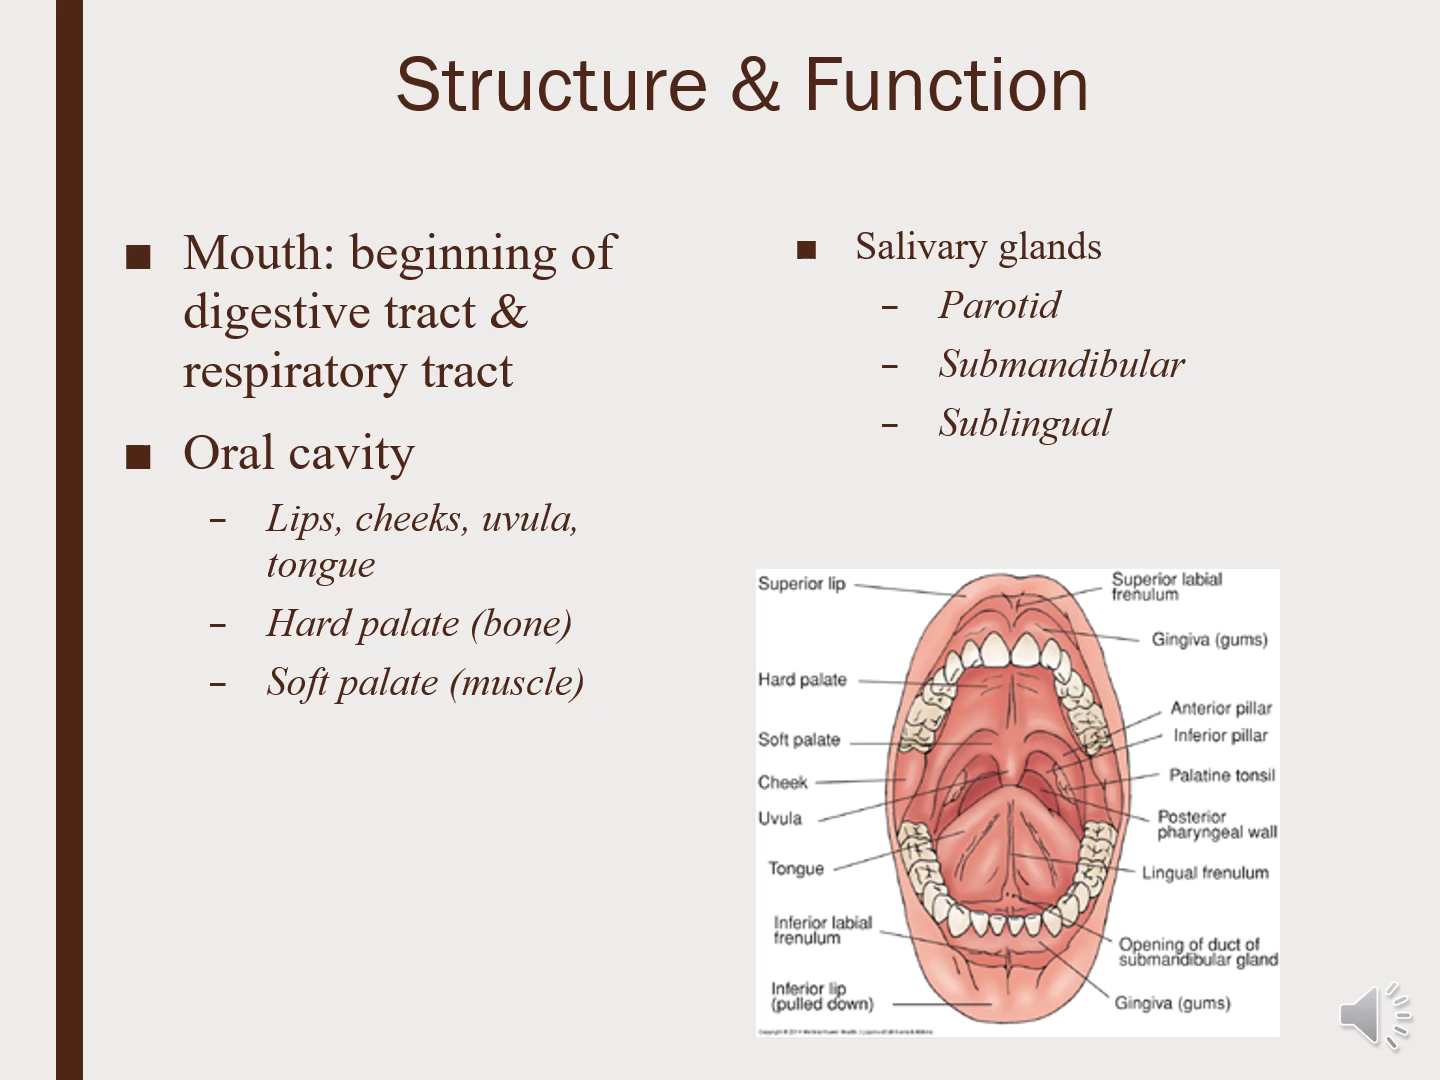 Structure & Function
■ Mouth: beginning of
digestive tract &
respiratory tract
■ Oral cavity
– Lips, cheeks, uvula,
tongue
– Hard palate (bone)
– Soft palate (muscle)
■ Salivary glands
– Parotid
– Submandibular
– Sublingual
Superior lip
Hard palate
Soft palate
Cheek
Uvula
Tongue
Inferior labial
frenulum
Inferior lip
(pulled down)
Superior labial
frenulum
Gingiva (gums)
Anterior pillar
Inferior pillar
Palatine tonsil
Posterior
pharyngeal wall
Lingual frenulum
Opening of duct of
submandibular gland
Gingiva (gums)